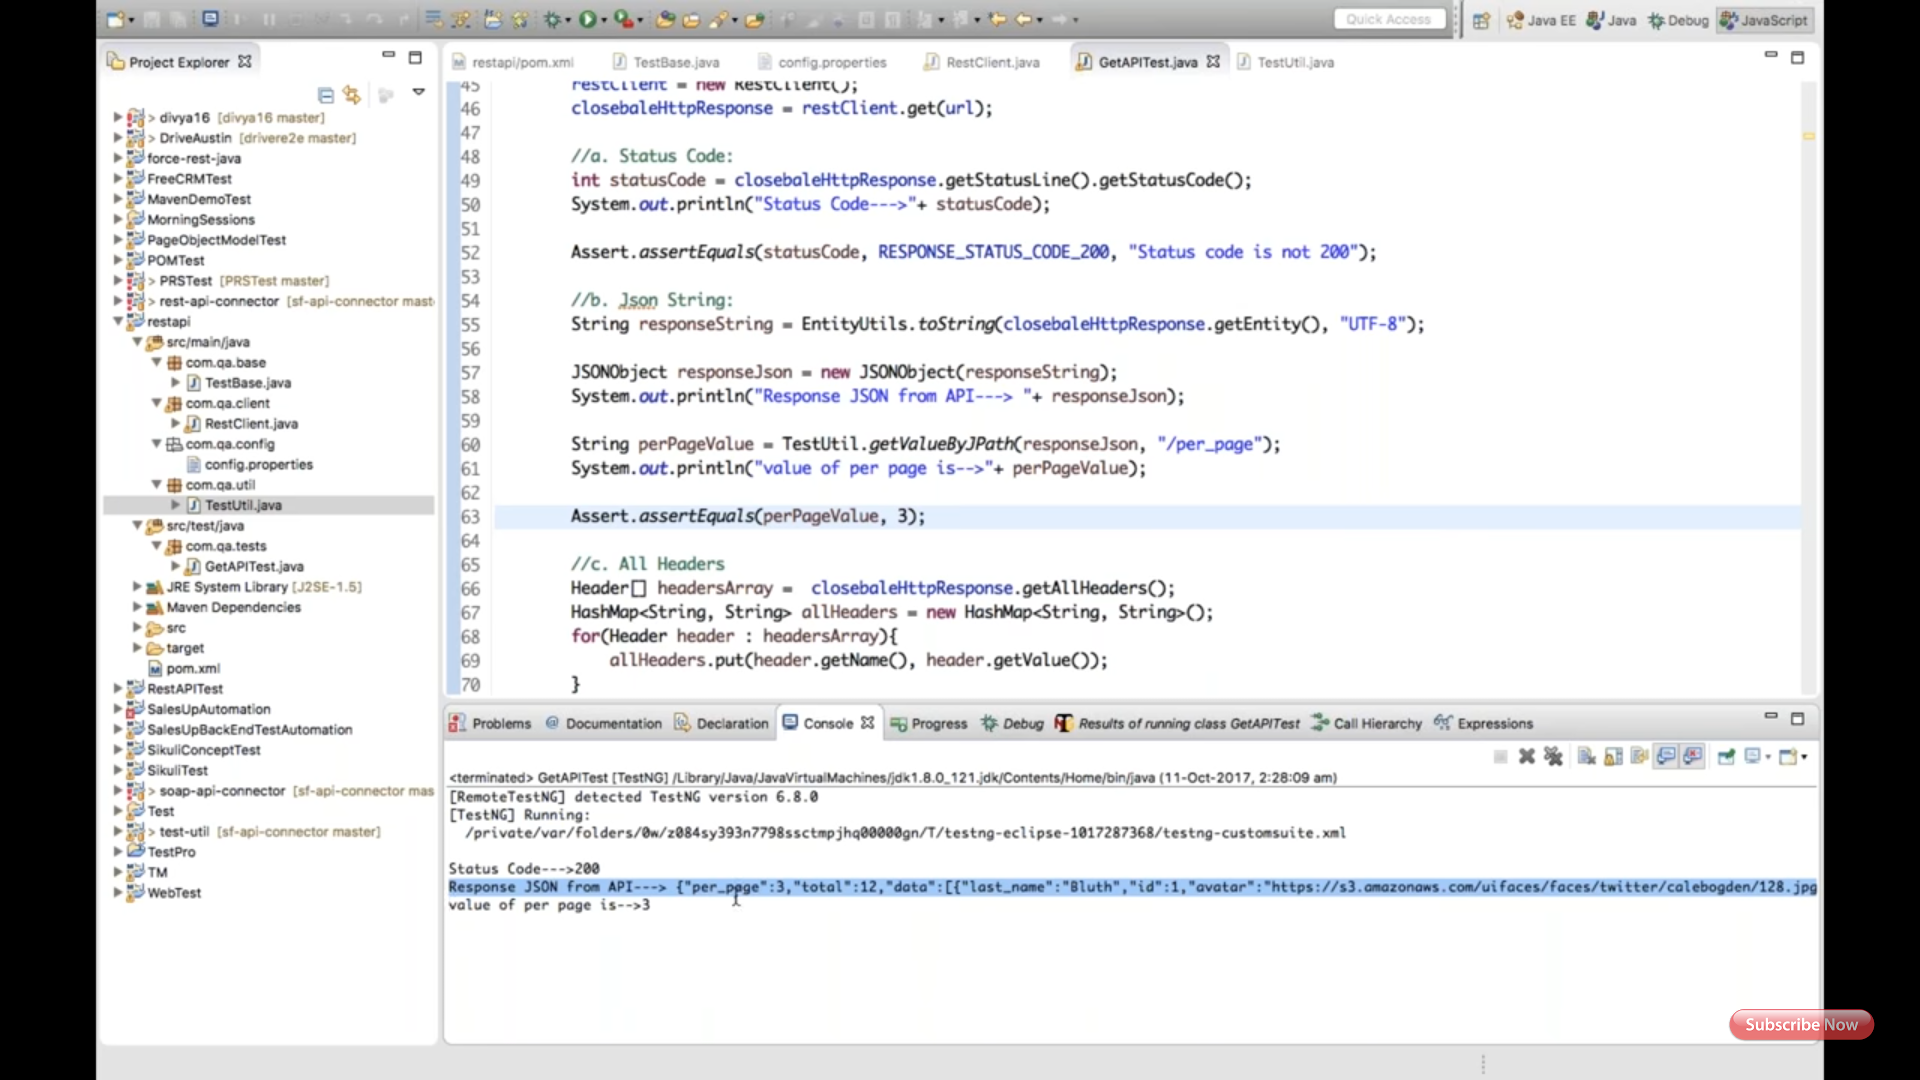 Quick Access
Java EE
Java
Debug
JavaScript
Project Explorer
> divya16 [divya16 master]
> DriveAustin [drivere2e master]
force-rest-java
FreeCRMTest
MavenDemoTest
MorningSessions
PageObjectModelTest
POMTest
> PRSTest [PRSTest master]
> rest-api-connector [sf-api-connector mast
restapi
src/main/java
com.qa.base
TestBase.java
com.qa.client
RestClient.java
com.qa.config
config.properties
com.qa.util
TestUtil.java
src/test/java
com.qa.tests
GetAPITest.java
JRE System Library [J2SE-1.5]
Maven Dependencies
src
target
pom.xml
RestAPITest
SalesUpAutomation
SalesUpBackEndTestAutomation
SikuliConceptTest
SikuliTest
> soap-api-connector [sf-api-connector mas
Test
> test-util [sf-api-connector master]
TestPro
TM
WebTest
restapi/pom.xml
TestBase.java
config.properties
RestClient.java
GetAPITest.java
TestUtil.java
45 restClient = new RestClient();
46 closebaleHttpResponse = restClient.get(url);
47
48 //a. Status Code:
49 int statusCode = closebaleHttpResponse.getStatusLine().getStatusCode();
50 System.out.println("Status Code--->"+ statusCode);
51
52 Assert.assertEquals(statusCode, RESPONSE_STATUS_CODE_200, "Status code is not 200");
53
54 //b. Json String:
55 String responseString = EntityUtils.toString(closebaleHttpResponse.getEntity(), "UTF-8");
56
57 JSONObject responseJson = new JSONObject(responseString);
58 System.out.println("Response JSON from API---> "+ responseJson);
59
60 String perPageValue = TestUtil.getValueByJPath(responseJson, "/per_page");
61 System.out.println("value of per page is-->"+ perPageValue);
62
63 Assert.assertEquals(perPageValue, 3);
64
65 //c. All Headers
66 Header[] headersArray =  closebaleHttpResponse.getAllHeaders();
67 HashMap<String, String> allHeaders = new HashMap<String, String>();
68 for(Header header : headersArray){
69 allHeaders.put(header.getName(), header.getValue());
70 }
Problems
Documentation
Declaration
Console
Progress
Debug
Results of running class GetAPITest
Call Hierarchy
Expressions
<terminated> GetAPITest [TestNG] /Library/Java/JavaVirtualMachines/jdk1.8.0_121.jdk/Contents/Home/bin/java (11-Oct-2017, 2:28:09 am)
[RemoteTestNG] detected TestNG version 6.8.0
[TestNG] Running:
/private/var/folders/0w/z084sy393n7798ssctmpjhq00000gn/T/testng-eclipse-1017287368/testng-customsuite.xml
Status Code--->200
Response JSON from API---> {"per_page":3,"total":12,"data":[{"last_name":"Bluth","id":1,"avatar":"https://s3.amazonaws.com/uifaces/faces/twitter/calebogden/128.jpg
value of per page is-->3
Subscribe Now